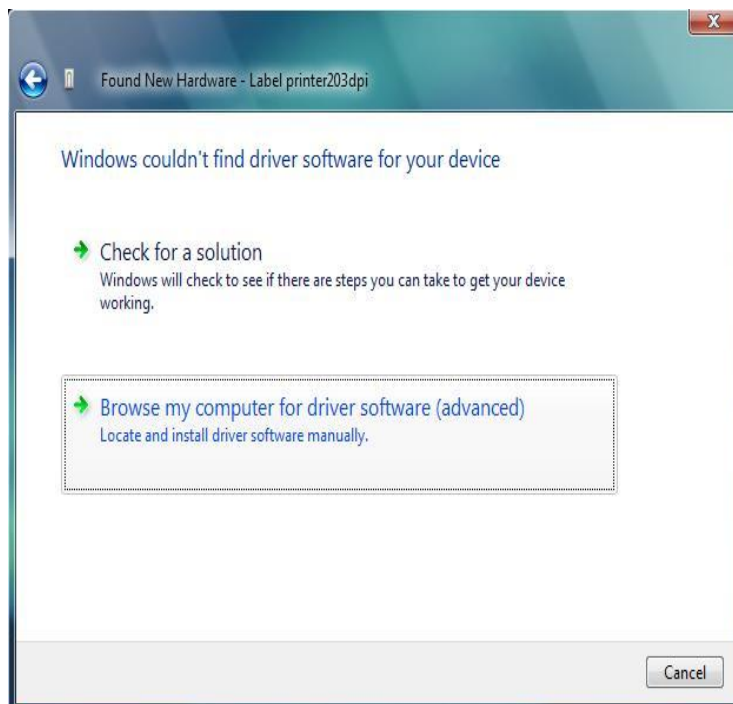 X
Found New Hardware - Label printer203dpi
Windows couldn't find driver software for your device
Check for a solution
Windows will check to see if there are steps you can take to get your device
working.
Browse my computer for driver software (advanced)
Locate and install driver software manually.
Cancel